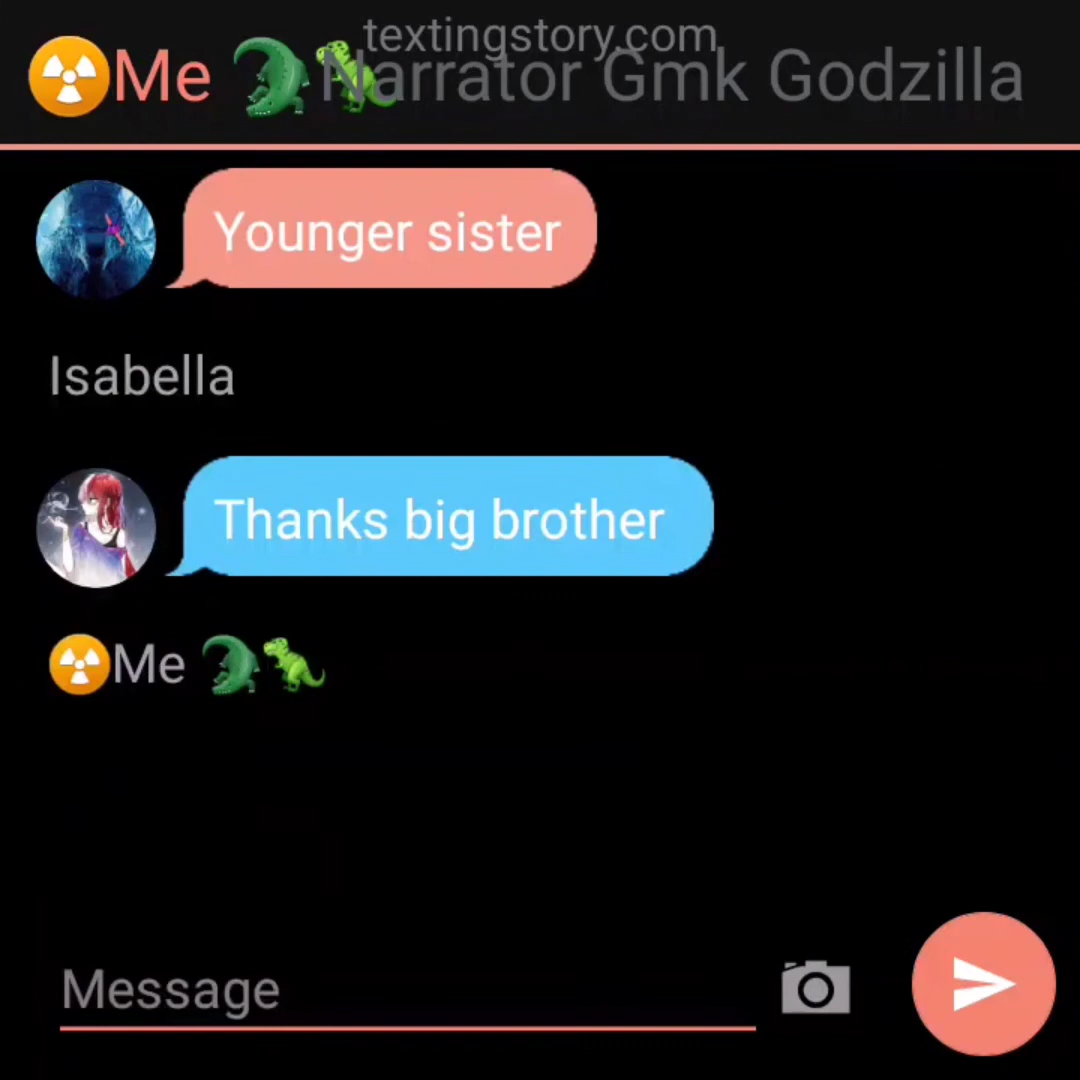 textingstory.com
☢️Me 🐊🦖Narrator Gmk Godzilla
Younger sister
Isabella
Thanks big brother
☢️Me 🐊🦖
Message